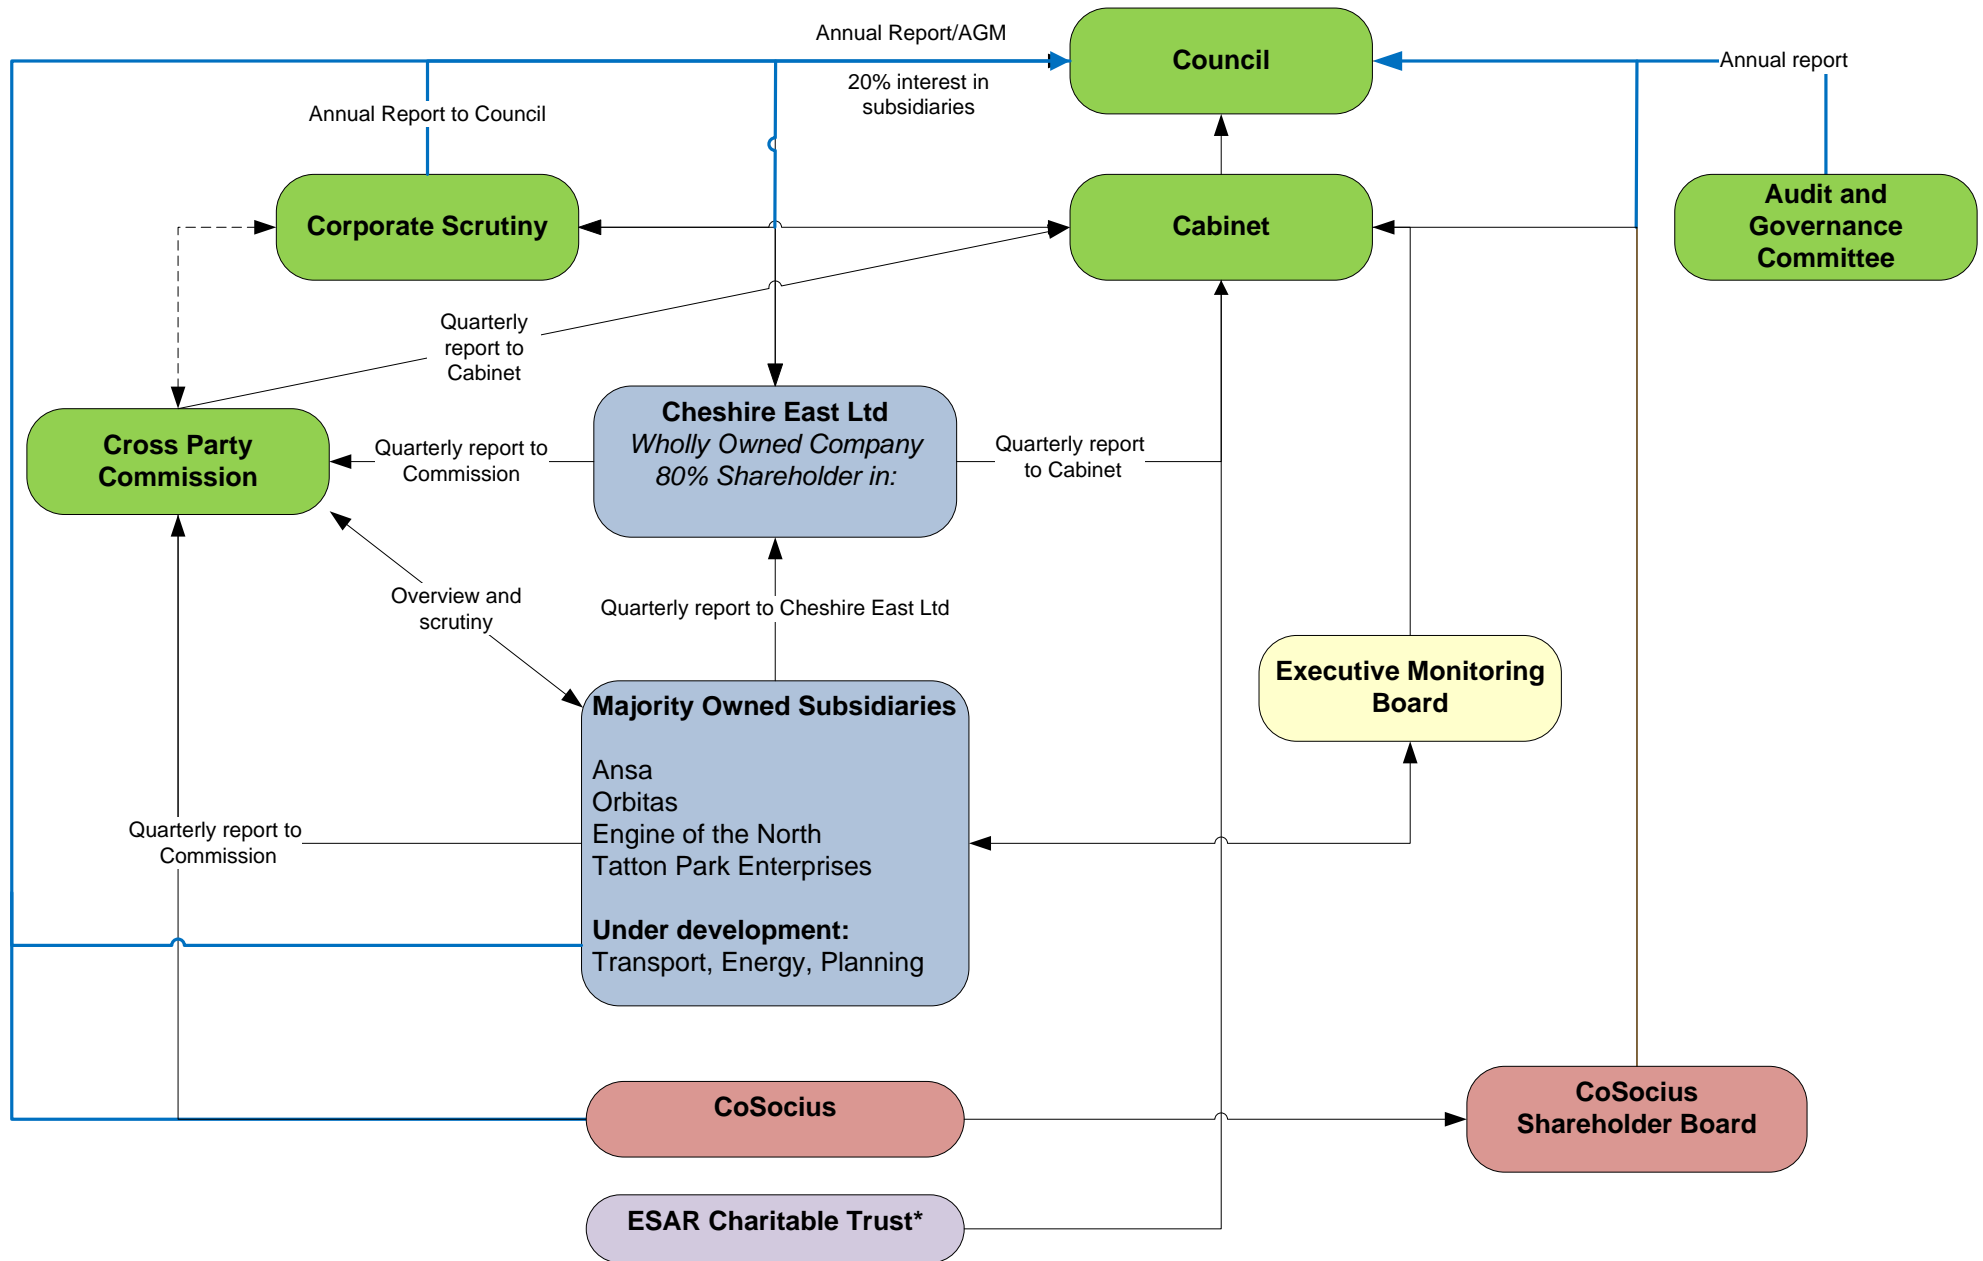 Annual Report/AGM
Council
Annual report
20% interest in
subsidiaries
Annual Report to Council
Corporate Scrutiny
Cabinet
Audit and
Governance
Committee
Quarterly
report to
Cabinet
Cross Party
Commission
Quarterly report to
Commission
Cheshire East Ltd
Wholly Owned Company
80% Shareholder in:
Quarterly report
to Cabinet
Overview and
scrutiny
Quarterly report to Cheshire East Ltd
Executive Monitoring
Board
Majority Owned Subsidiaries
Ansa
Orbitas
Engine of the North
Tatton Park Enterprises
Under development:
Transport, Energy, Planning
Quarterly report to
Commission
CoSocius
CoSocius
Shareholder Board
ESAR Charitable Trust*